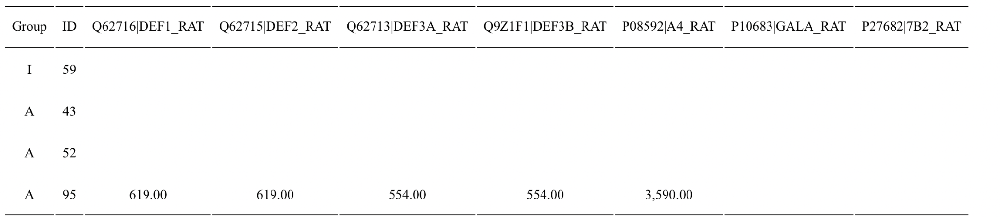 Group ID Q62716|DEF1_RAT Q62715|DEF2_RAT Q62713|DEF3A_RAT Q9Z1F1|DEF3B_RAT P08592|A4_RAT P10683|GALA_RAT P27682|7B2_RAT
I 59
A 43
A 52
A 95 619.00 619.00 554.00 554.00 3,590.00